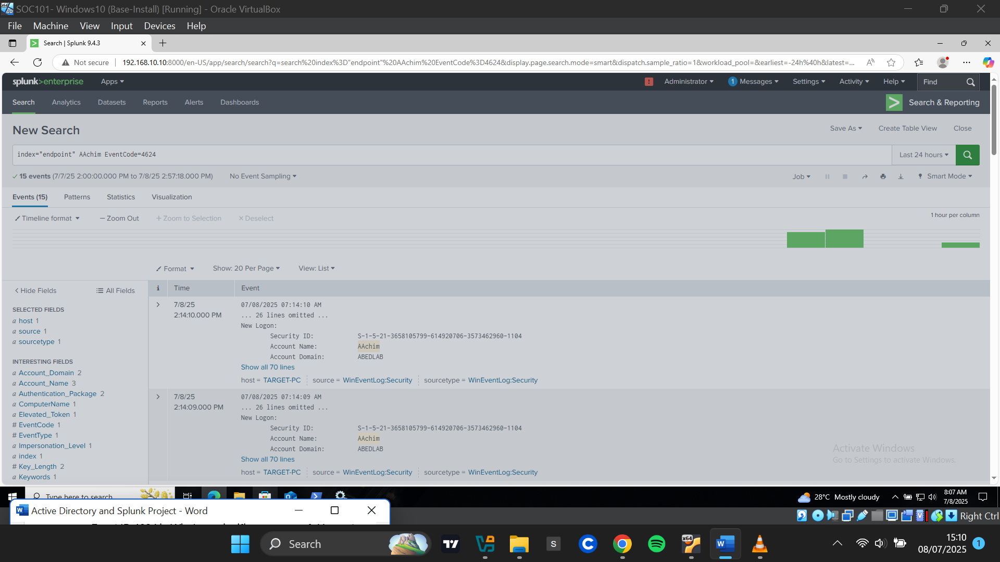 SOC101- Windows10 (Base-Install) [Running] - Oracle VirtualBox
File Machine View Input Devices Help
Search | Splunk 9.4.3
Not secure 192.168.10.10:8000/en-US/app/search/search?q=search%20index%3D"endpoint"%20AAchim%20EventCode%3D4624&display.page.search.mode=smart&dispatch.sample_ratio=1&workload_pool=&earliest=-24h%40h&latest=...
splunk>enterprise Apps Administrator 1 Messages Settings Activity Help Find
Search Analytics Datasets Reports Alerts Dashboards Search & Reporting
New Search Save As Create Table View Close
index="endpoint" AAchim EventCode=4624 Last 24 hours
15 events (7/7/25 2:00:00.000 PM to 7/8/25 2:57:18.000 PM) No Event Sampling Job Smart Mode
Events (15) Patterns Statistics Visualization
Timeline format Zoom Out Zoom to Selection Deselect 1 hour per column
Format Show: 20 Per Page View: List
Hide Fields All Fields i Time Event
SELECTED FIELDS
a host 1
a source 1
a sourcetype 1
INTERESTING FIELDS
a Account_Domain 2
a Account_Name 3
a Authentication_Package 2
a ComputerName 1
a Elevated_Token 1
# EventCode 1
# EventType 1
a Impersonation_Level 1
a index 1
# Key_Length 2
a Keywords 1
7/8/25
2:14:10.000 PM
07/08/2025 07:14:10 AM
... 26 lines omitted ...
New Logon:
Security ID: S-1-5-21-3658105799-614920706-3573462960-1104
Account Name: AAchim
Account Domain: ABEDLAB
Show all 70 lines
host = TARGET-PC source = WinEventLog:Security sourcetype = WinEventLog:Security
7/8/25
2:14:09.000 PM
07/08/2025 07:14:09 AM
... 26 lines omitted ...
New Logon:
Security ID: S-1-5-21-3658105799-614920706-3573462960-1104
Account Name: AAchim
Account Domain: ABEDLAB
Show all 70 lines
host = TARGET-PC source = WinEventLog:Security sourcetype = WinEventLog:Security
Activate Windows
Go to Settings to activate Windows.
Type here to search 28°C Mostly cloudy 8:07 AM
7/8/2025
Active Directory and Splunk Project - Word
Right Ctrl
Search
15:10
08/07/2025 1